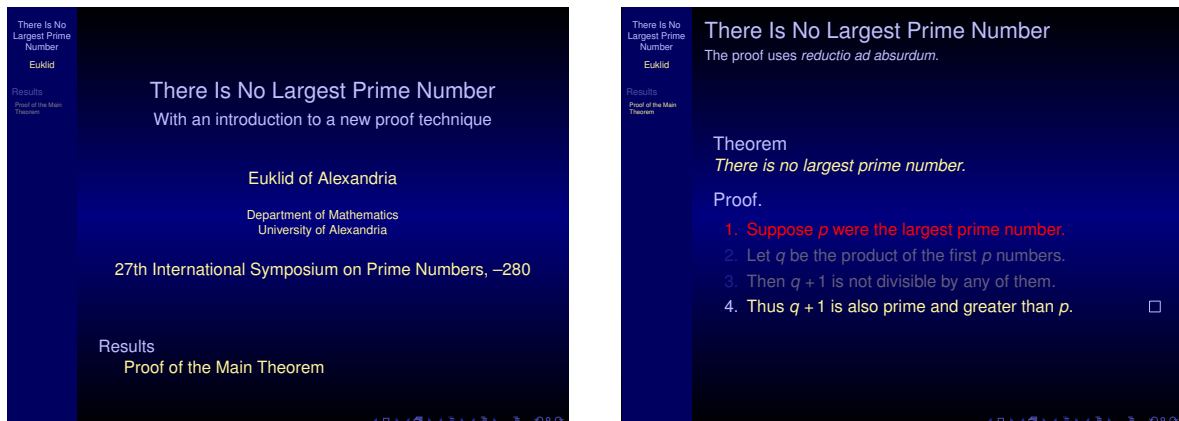 There Is No
Largest Prime
Number
Euklid
Results
Proof of the Main
Theorem
There Is No Largest Prime Number
With an introduction to a new proof technique
Euklid of Alexandria
Department of Mathematics
University of Alexandria
27th International Symposium on Prime Numbers, –280
Results
Proof of the Main Theorem
There Is No
Largest Prime
Number
Euklid
Results
Proof of the Main
Theorem
There Is No Largest Prime Number
The proof uses reductio ad absurdum.
Theorem
There is no largest prime number.
Proof.
1. Suppose p were the largest prime number.
2. Let q be the product of the first p numbers.
3. Then q + 1 is not divisible by any of them.
4. Thus q + 1 is also prime and greater than p. □